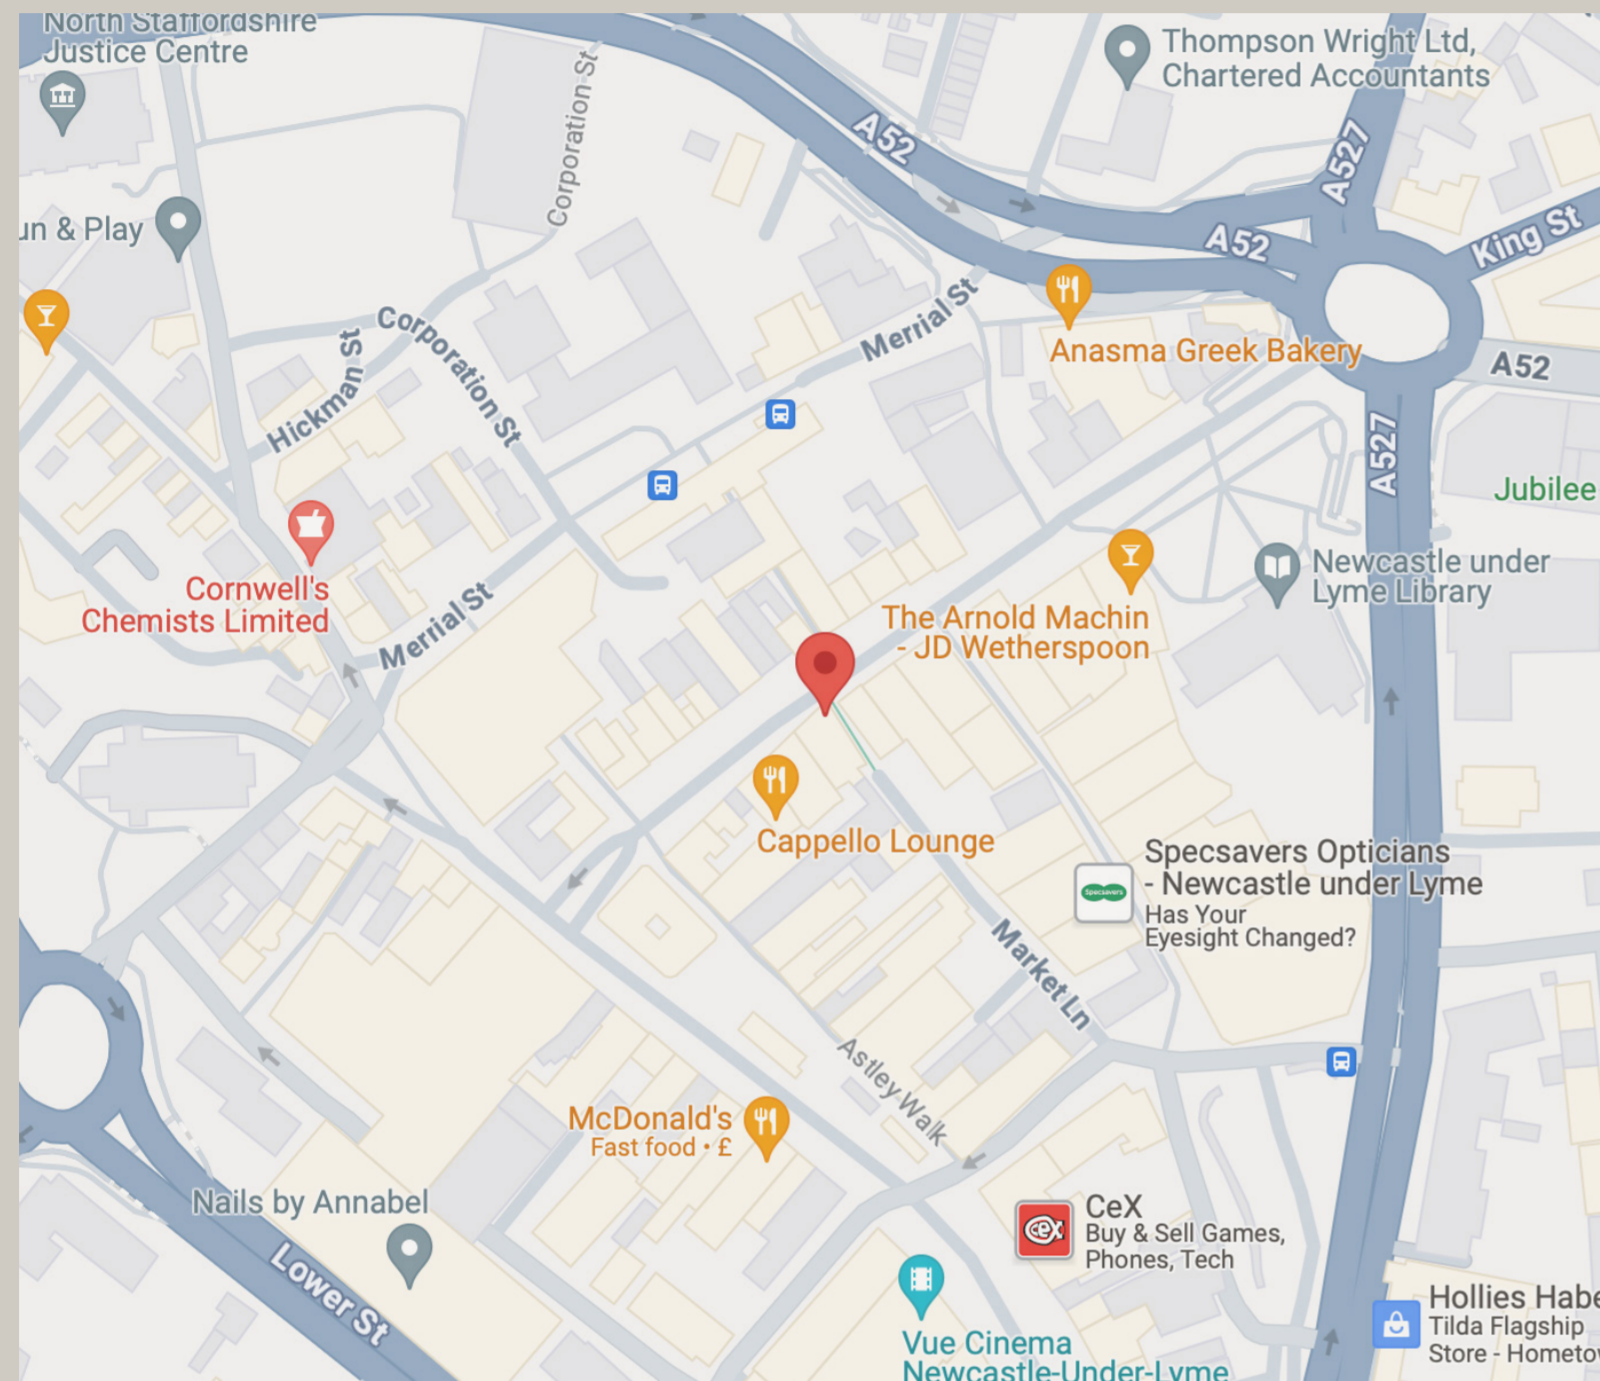 North Staffordshire
Justice Centre
Thompson Wright Ltd,
Chartered Accountants
Corporation St
A52
A527
un & Play
King St
A52
Merrial St
Anasma Greek Bakery
A52
Corporation St
Hickman St
A527
Jubilee
Cornwell's
Chemists Limited
Merrial St
Newcastle under
Lyme Library
The Arnold Machin
- JD Wetherspoon
Cappello Lounge
Specsavers
Specsavers Opticians
- Newcastle under Lyme
Has Your
Eyesight Changed?
Market Ln
Astley Walk
McDonald's
Fast food • £
Nails by Annabel
Lower St
CeX
CeX
Buy & Sell Games,
Phones, Tech
Vue Cinema
Newcastle-Under-Lyme
Hollies Habe
Tilda Flagship
Store - Hometo